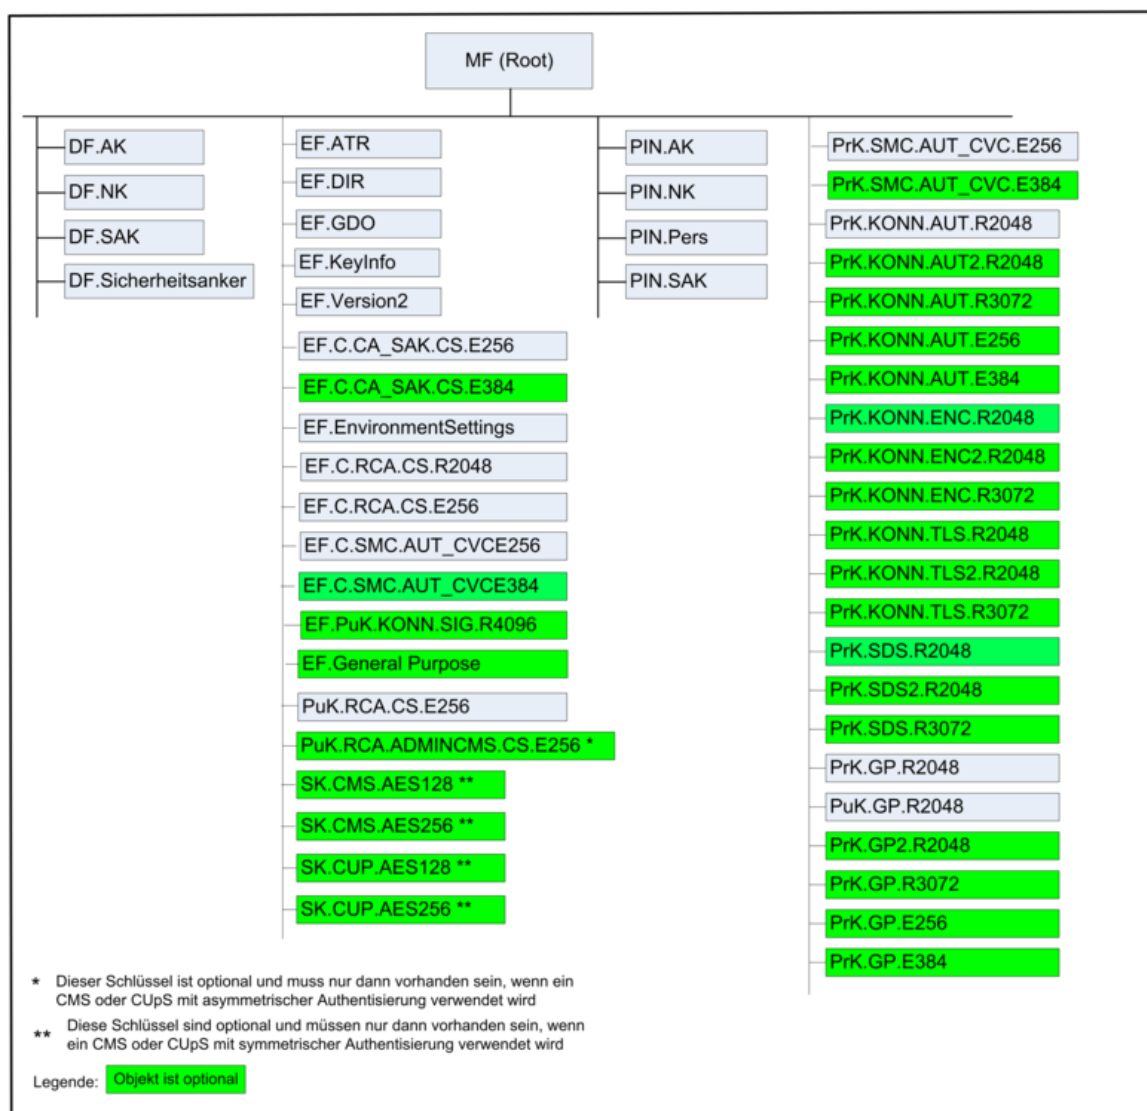 MF (Root)
DF.AK
DF.NK
DF.SAK
DF.Sicherheitsanker
EF.ATR
EF.DIR
EF.GDO
EF.KeyInfo
EF.Version2
EF.C.CA_SAK.CS.E256
EF.C.CA_SAK.CS.E384
EF.EnvironmentSettings
EF.C.RCA.CS.R2048
EF.C.RCA.CS.E256
EF.C.SMC.AUT_CVCE256
EF.C.SMC.AUT_CVCE384
EF.PuK.KONN.SIG.R4096
EF.General Purpose
PuK.RCA.CS.E256
PuK.RCA.ADMINCMS.CS.E256 *
SK.CMS.AES128 **
SK.CMS.AES256 **
SK.CUP.AES128 **
SK.CUP.AES256 **
PIN.AK
PIN.NK
PIN.Pers
PIN.SAK
PrK.SMC.AUT_CVC.E256
PrK.SMC.AUT_CVC.E384
PrK.KONN.AUT.R2048
PrK.KONN.AUT2.R2048
PrK.KONN.AUT.R3072
PrK.KONN.AUT.E256
PrK.KONN.AUT.E384
PrK.KONN.ENC.R2048
PrK.KONN.ENC2.R2048
PrK.KONN.ENC.R3072
PrK.KONN.TLS.R2048
PrK.KONN.TLS2.R2048
PrK.KONN.TLS.R3072
PrK.SDS.R2048
PrK.SDS2.R2048
PrK.SDS.R3072
PrK.GP.R2048
PuK.GP.R2048
PrK.GP2.R2048
PrK.GP.R3072
PrK.GP.E256
PrK.GP.E384
* Dieser Schlüssel ist optional und muss nur dann vorhanden sein, wenn ein
CMS oder CUpS mit asymmetrischer Authentisierung verwendet wird
** Diese Schlüssel sind optional und müssen nur dann vorhanden sein, wenn
ein CMS oder CUpS mit symmetrischer Authentisierung verwendet wird
Legende: Objekt ist optional